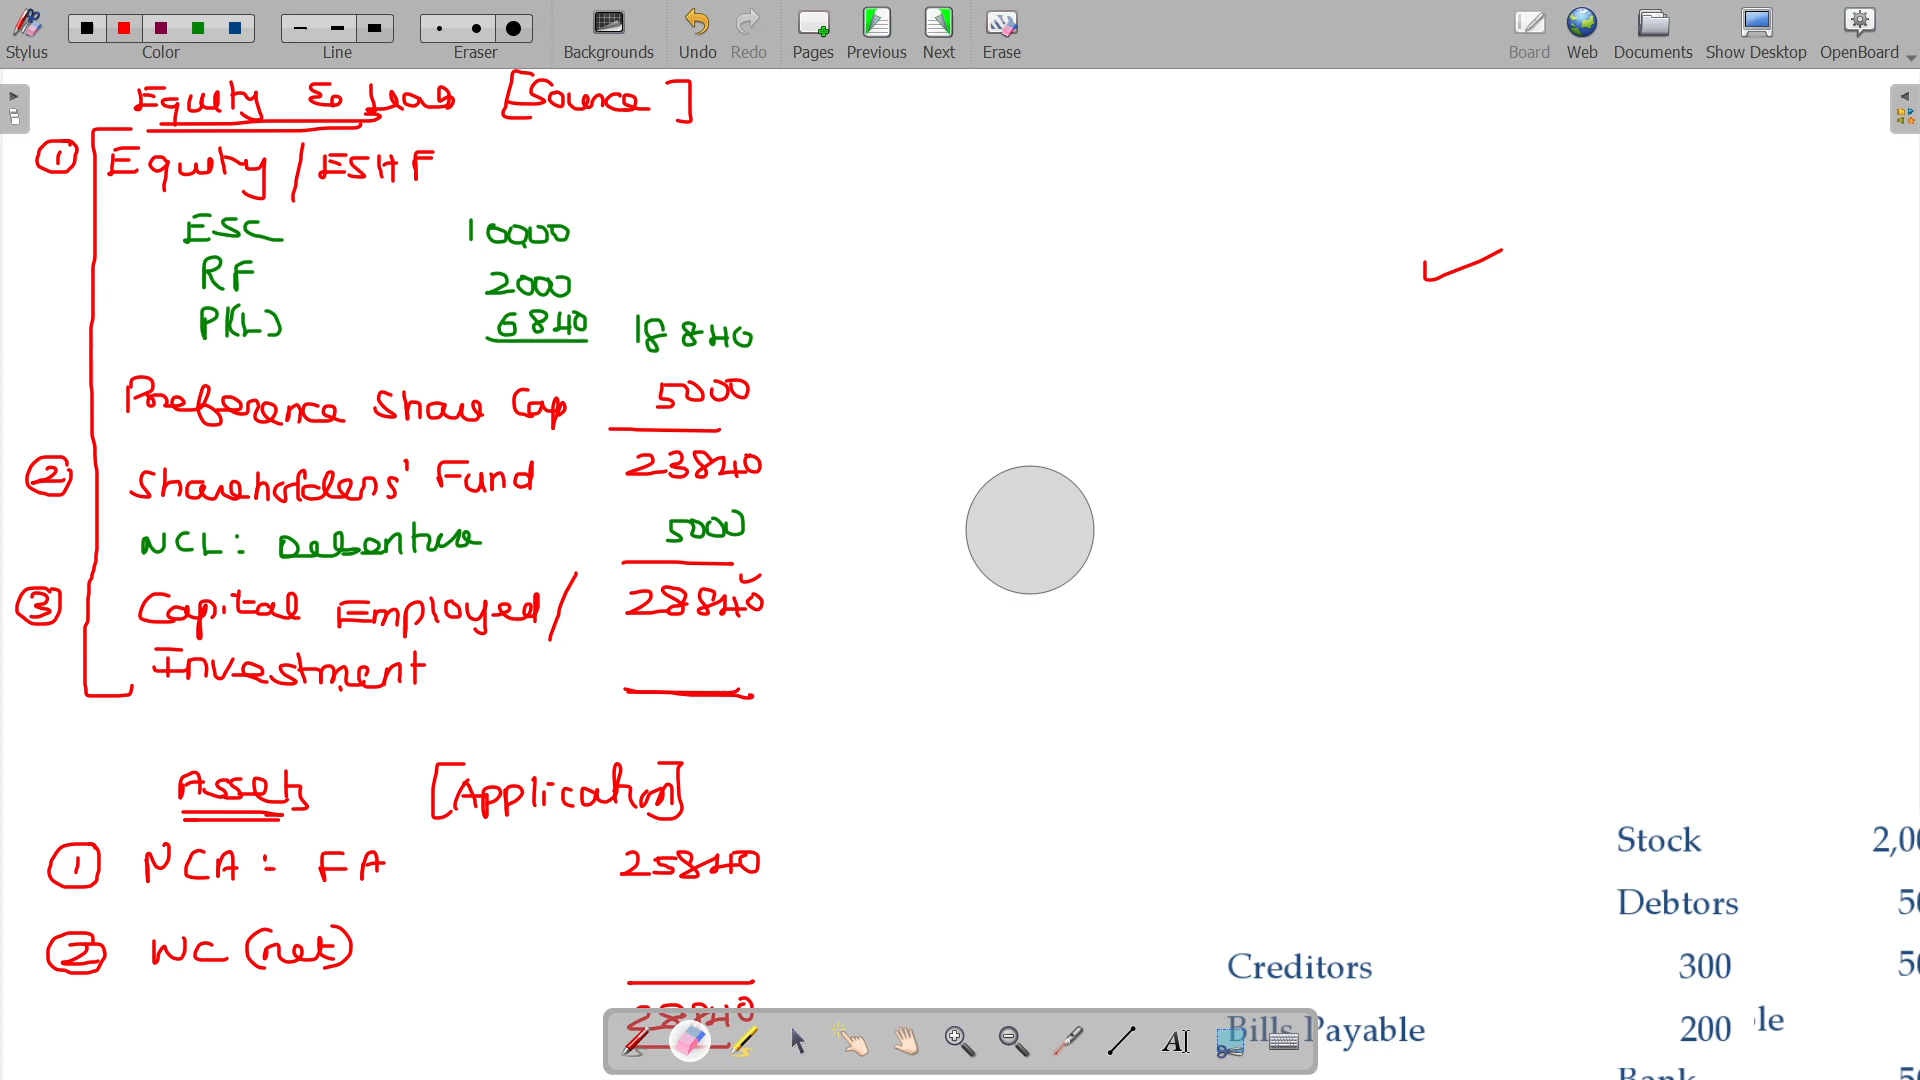 Stylus Color Line Eraser Backgrounds Undo Redo Pages Previous Next Erase Board Web Documents Show Desktop OpenBoard
Equity & Liab [Source]
① Equity / ESHF
ESC 10000
RF 2000
P/(L) 6840 18840
Preference Share Cap 5000
② Shareholders' Fund 23840
NCL: Debenture 5000
③ Capital Employed / 28840
Investment
Assets [Application]
① NCA: FA 25840
② WC (net)
28840
Stock
Debtors
Creditors 300
Bills Payable 200